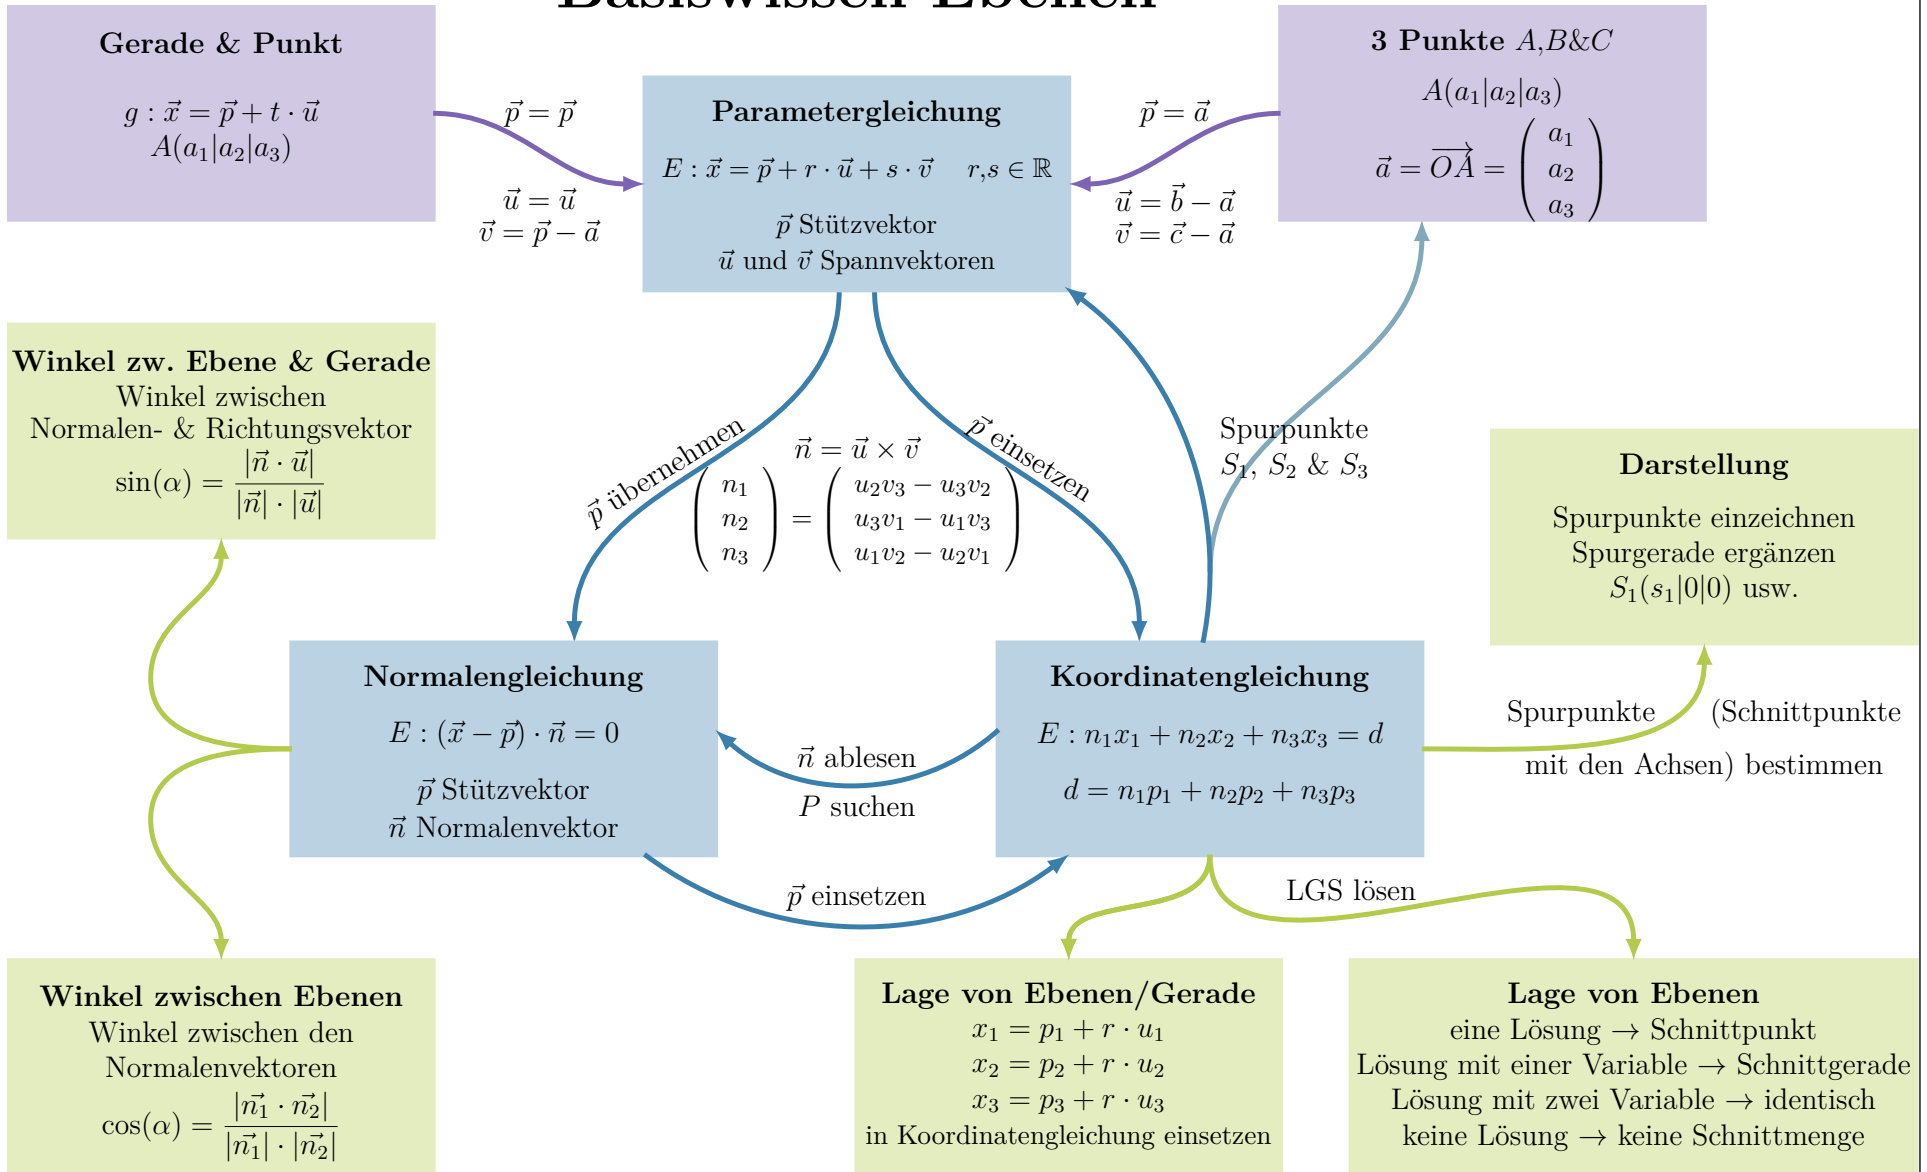 Basiswissen Ebenen
Gerade & Punkt
g : x⃗ = p⃗ + t · u⃗
A(a₁|a₂|a₃)
p⃗ = p⃗
u⃗ = u⃗
v⃗ = p⃗ − a⃗
Parametergleichung
E : x⃗ = p⃗ + r · u⃗ + s · v⃗ r,s ∈ ℝ
p⃗ Stützvektor
u⃗ und v⃗ Spannvektoren
p⃗ = a⃗
u⃗ = b⃗ − a⃗
v⃗ = c⃗ − a⃗
3 Punkte A,B&C
A(a₁|a₂|a₃)
a⃗ = OA⃗ = ( a₁
a₂
a₃ )
Winkel zw. Ebene & Gerade
Winkel zwischen
Normalen- & Richtungsvektor
sin(α) = |n⃗ · u⃗| / |n⃗| · |u⃗|
p⃗ übernehmen
n⃗ = u⃗ × v⃗
( n₁ ) = ( u₂v₃ − u₃v₂ )
( n₂ ) = ( u₃v₁ − u₁v₃ )
( n₃ ) = ( u₁v₂ − u₂v₁ )
p⃗ einsetzen
Spurpunkte
S₁, S₂ & S₃
Darstellung
Spurpunkte einzeichnen
Spurgerade ergänzen
S₁(s₁|0|0) usw.
Normalengleichung
E : (x⃗ − p⃗) · n⃗ = 0
p⃗ Stützvektor
n⃗ Normalenvektor
n⃗ ablesen
P suchen
p⃗ einsetzen
Koordinatengleichung
E : n₁x₁ + n₂x₂ + n₃x₃ = d
d = n₁p₁ + n₂p₂ + n₃p₃
Spurpunkte (Schnittpunkte
mit den Achsen) bestimmen
LGS lösen
Winkel zwischen Ebenen
Winkel zwischen den
Normalenvektoren
cos(α) = |n⃗₁ · n⃗₂| / |n⃗₁| · |n⃗₂|
Lage von Ebenen/Gerade
x₁ = p₁ + r · u₁
x₂ = p₂ + r · u₂
x₃ = p₃ + r · u₃
in Koordinatengleichung einsetzen
Lage von Ebenen
eine Lösung → Schnittpunkt
Lösung mit einer Variable → Schnittgerade
Lösung mit zwei Variable → identisch
keine Lösung → keine Schnittmenge